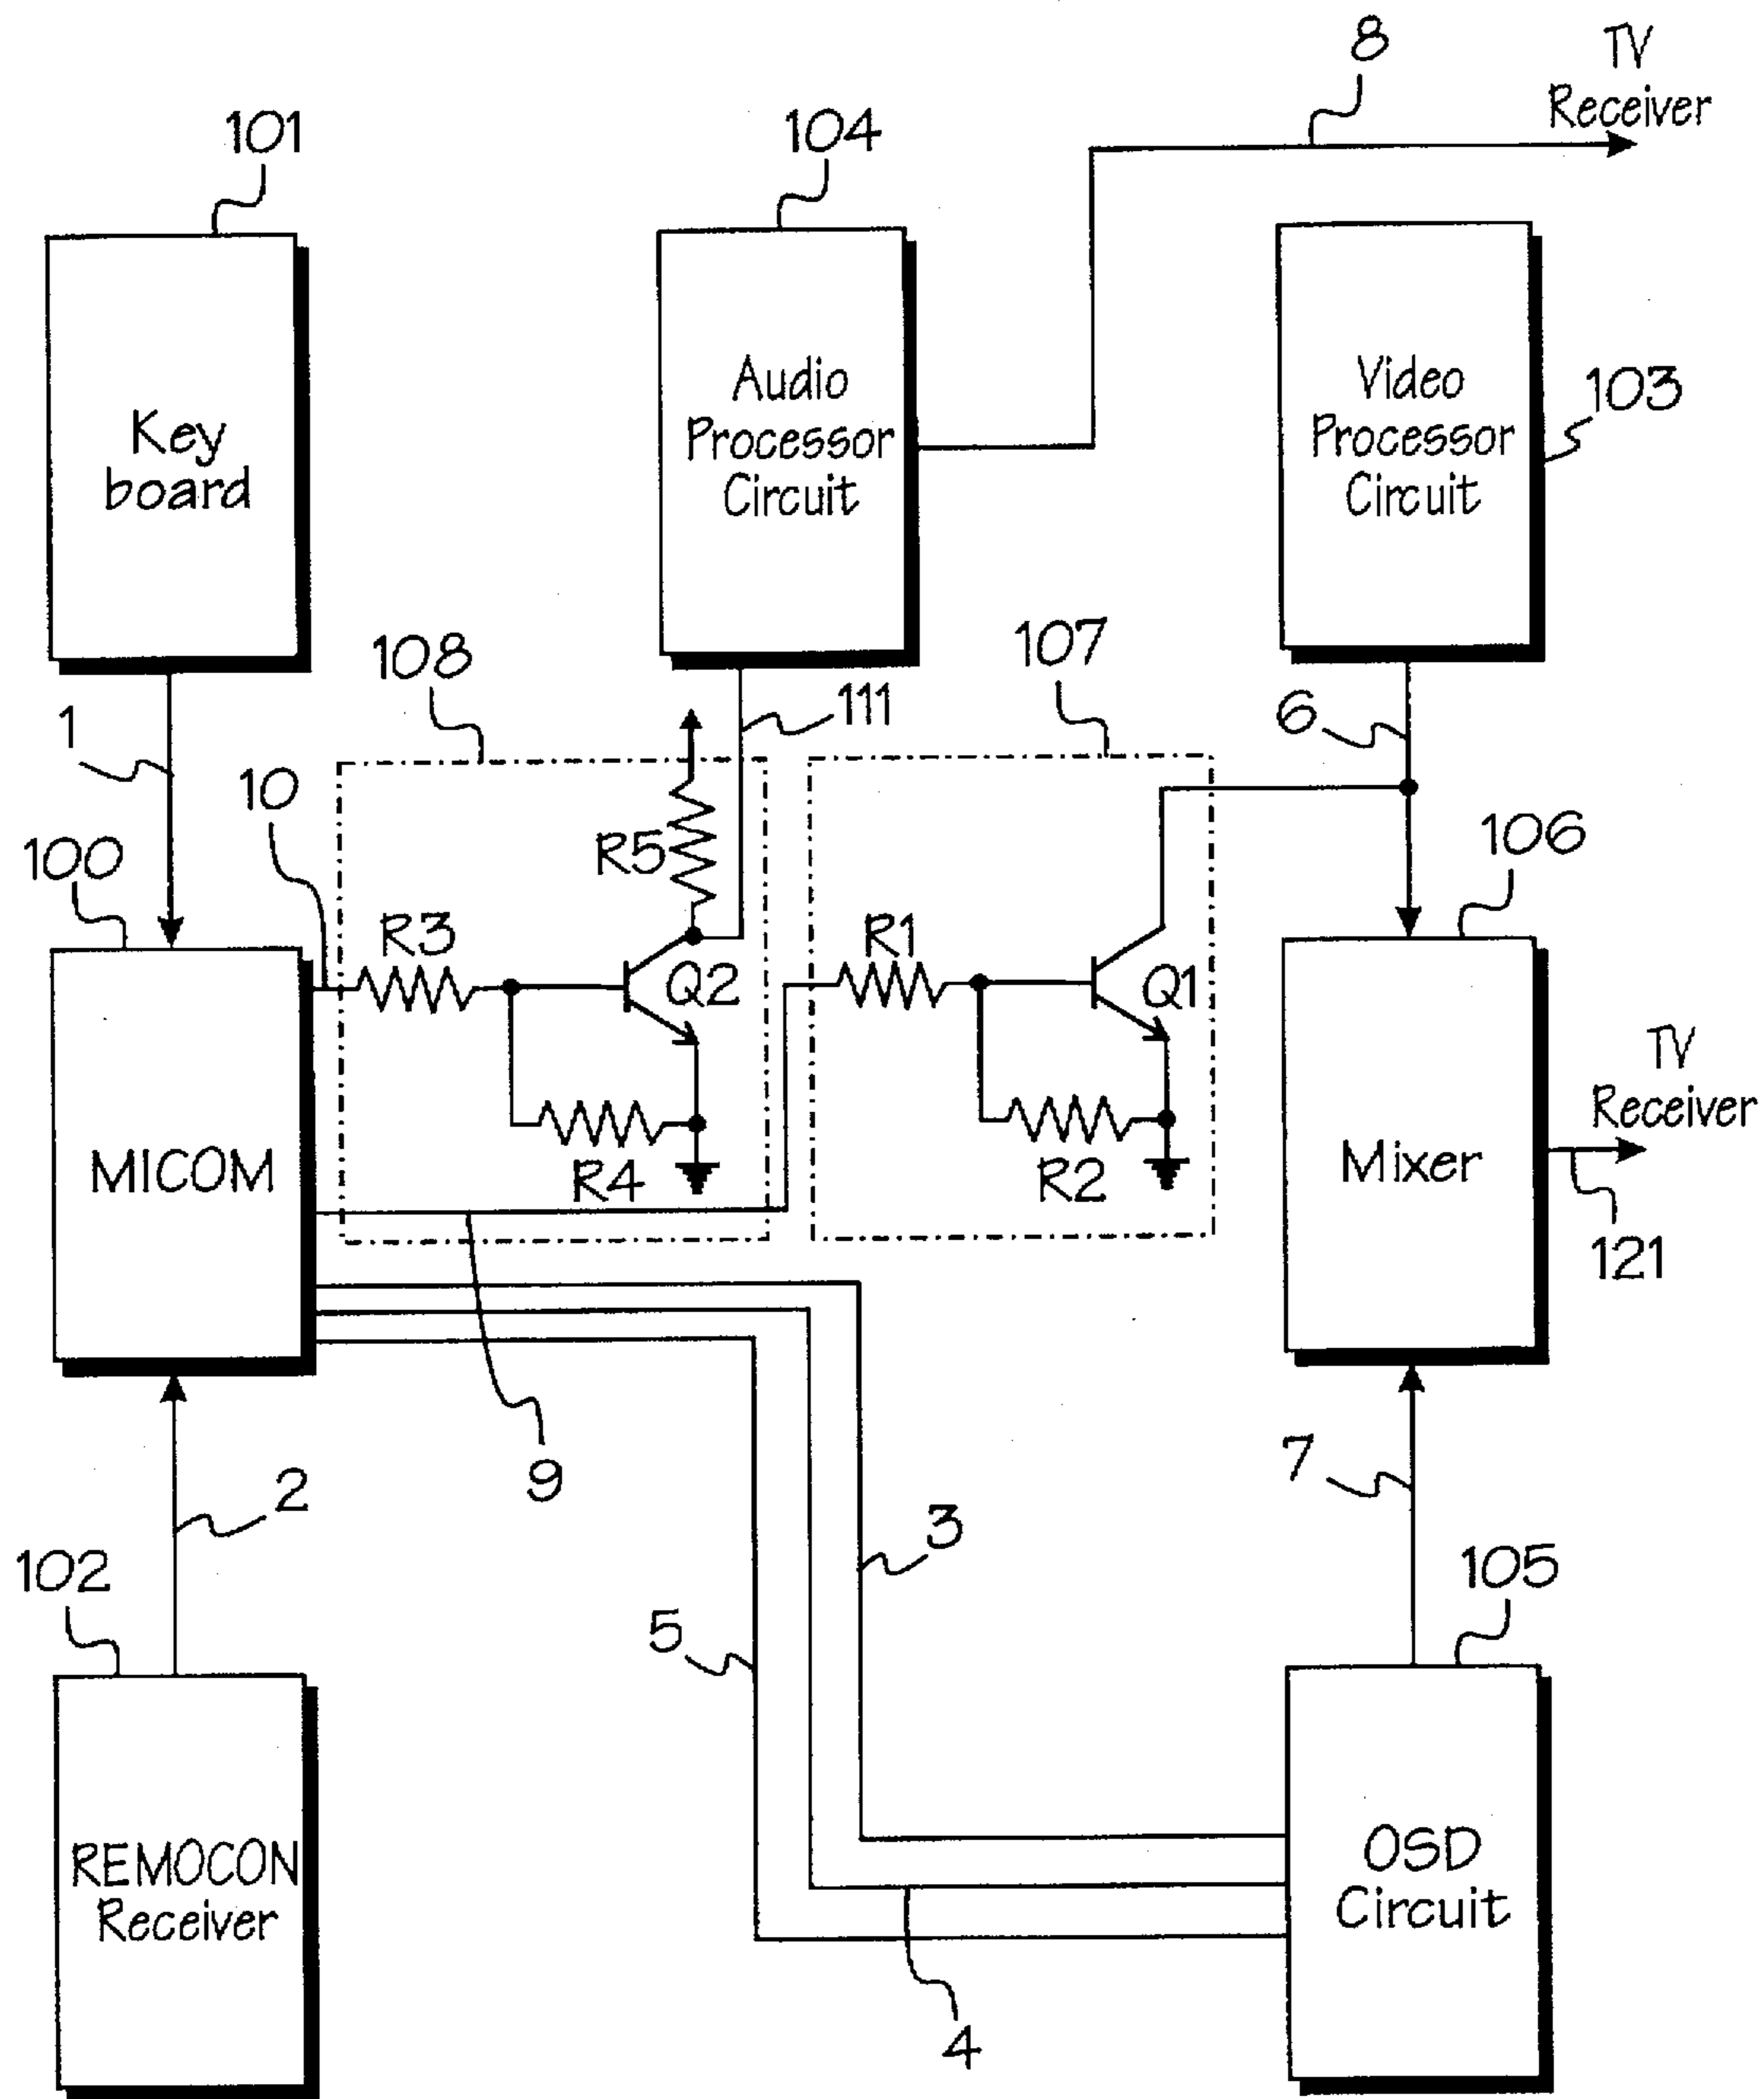 8
TV
Receiver
101
104
Key
board
Audio
Processor
Circuit
Video
Processor
Circuit
103
108
107
1
111
6
10
100
R5
106
R3
Q2
R1
Q1
MICOM
R4
R2
Mixer
TV
Receiver
121
9
2
7
3
102
5
105
REMOCON
Receiver
OSD
Circuit
4